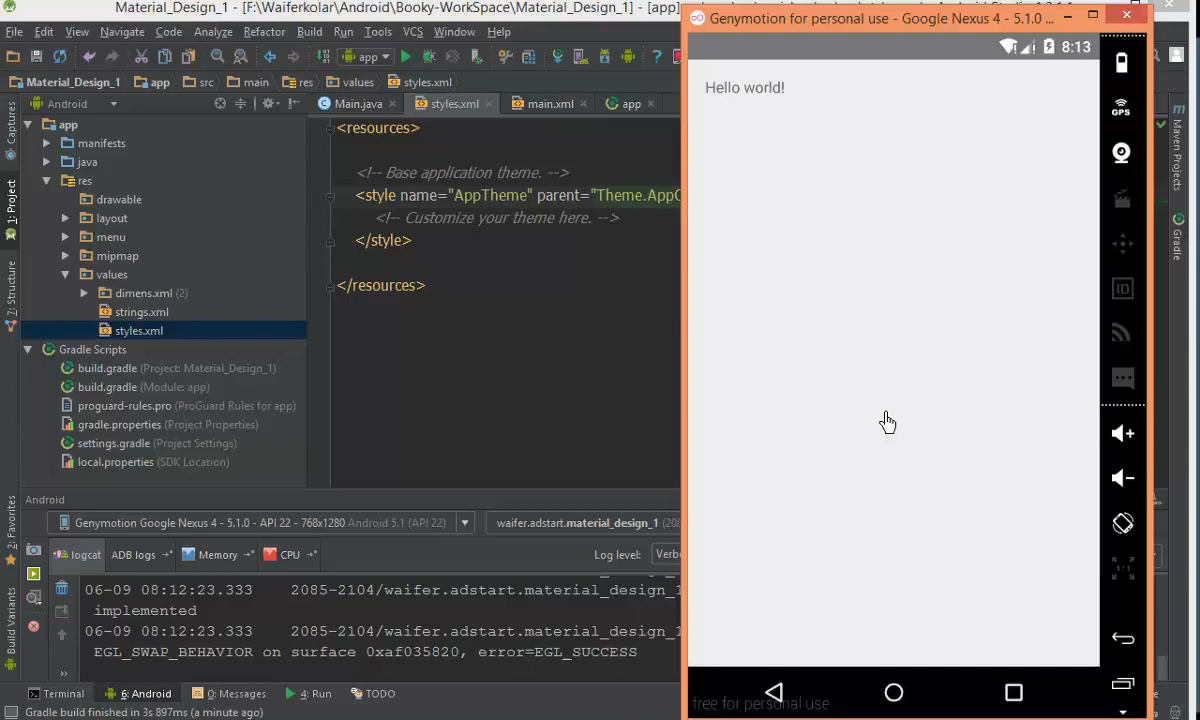 Material_Design_1 - [F:\Waiferkolar\Android\Booky-WorkSpace\Material_Design_1] - [app]
Genymotion for personal use - Google Nexus 4 - 5.1.0 ...
File Edit View Navigate Code Analyze Refactor Build Run Tools VCS Window Help
app
Material_Design_1 app src main res values styles.xml
Android
Main.java styles.xml main.xml app
app
manifests
java
res
drawable
layout
menu
mipmap
values
dimens.xml (2)
strings.xml
styles.xml
Gradle Scripts
build.gradle (Project: Material_Design_1)
build.gradle (Module: app)
proguard-rules.pro (ProGuard Rules for app)
gradle.properties (Project Properties)
settings.gradle (Project Settings)
local.properties (SDK Location)
Captures
1: Project
Z: Structure
2: Favorites
Build Variants
<resources>
<!-- Base application theme. -->
<style name="AppTheme" parent="Theme.AppC
<!-- Customize your theme here. -->
</style>
</resources>
8:13
Hello world!
free for personal use
GPS
ID
1:1
Maven Projects
Gradle
Android
Genymotion Google Nexus 4 - 5.1.0 - API 22 - 768x1280 Android 5.1 (API 22)
waifer.adstart.material_design_1 (208
logcat ADB logs Memory CPU Log level: Verb
06-09 08:12:23.333 2085-2104/waifer.adstart.material_design_1
implemented
06-09 08:12:23.333 2085-2104/waifer.adstart.material_design_1
EGL_SWAP_BEHAVIOR on surface 0xaf035820, error=EGL_SUCCESS
Terminal 6: Android 0: Messages 4: Run TODO
Gradle build finished in 3s 897ms (a minute ago)